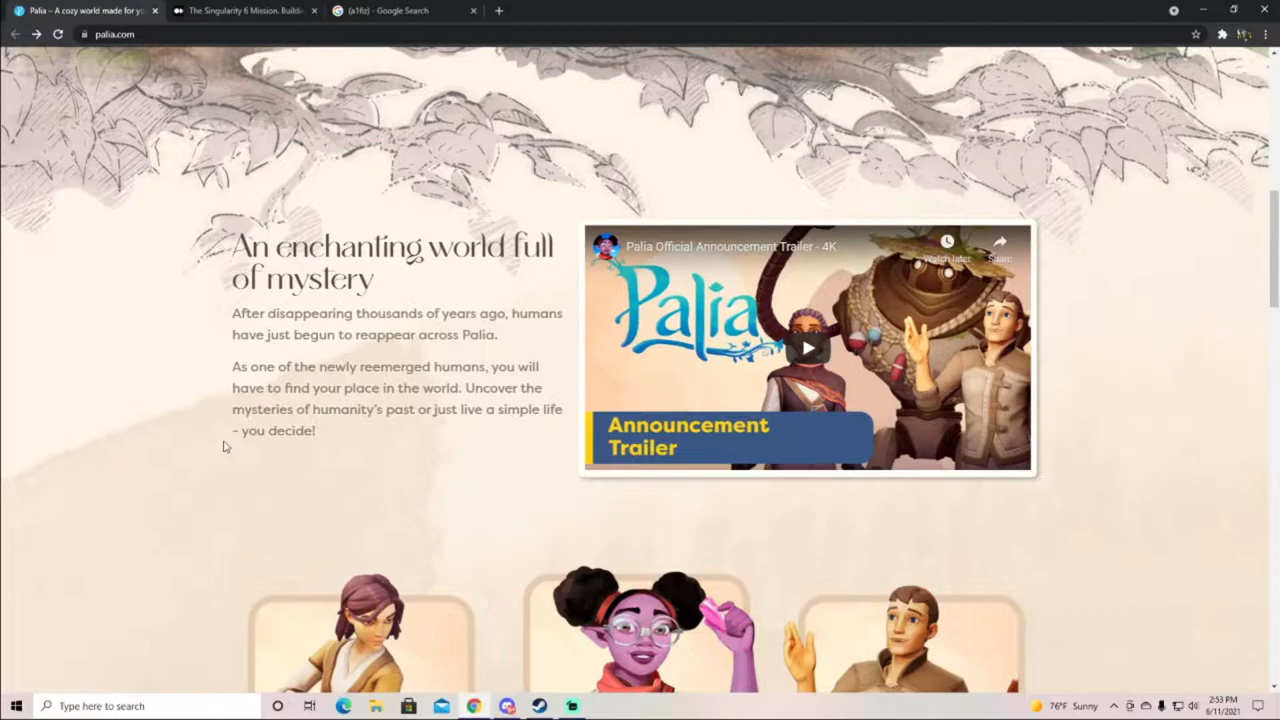 Palia – A cozy world made for yo
The Singularity 6 Mission. Buildi
(a16z) - Google Search
palia.com
An enchanting world full
of mystery
After disappearing thousands of years ago, humans
have just begun to reappear across Palia.
As one of the newly reemerged humans, you will
have to find your place in the world. Uncover the
mysteries of humanity's past or just live a simple life
- you decide!
Palia Official Announcement Trailer - 4K
Watch later
Share
Palia
Announcement
Trailer
Type here to search
76°F Sunny
2:53 PM
6/11/2021